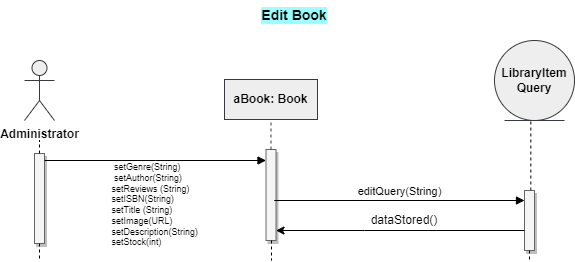 Edit Book
LibraryItem
Query
aBook: Book
Administrator
setGenre(String)
setAuthor(String)
setReviews (String)
setISBN(String)
setTitle (String)
setImage(URL)
setDescription(String)
setStock(int)
editQuery(String)
dataStored()